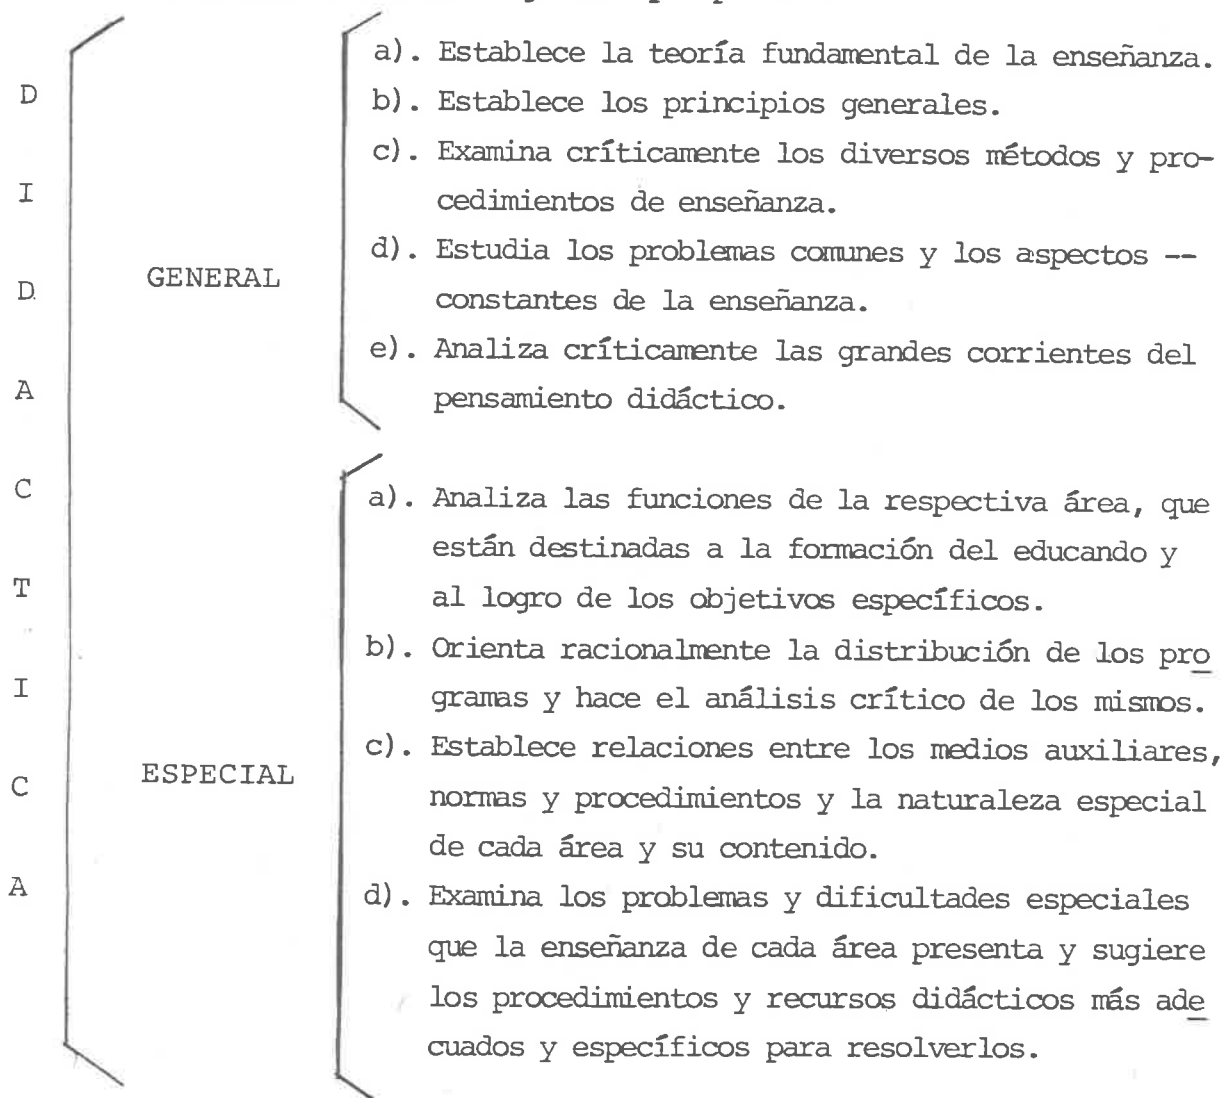 a). Establece la teoría fundamental de la enseñanza.
b). Establece los principios generales.
c). Examina críticamente los diversos métodos y pro-
cedimientos de enseñanza.
d). Estudia los problemas comunes y los aspectos --
constantes de la enseñanza.
e). Analiza críticamente las grandes corrientes del
pensamiento didáctico.
GENERAL
D
I
D
A
C
T
I
C
A
a). Analiza las funciones de la respectiva área, que
están destinadas a la formación del educando y
al logro de los objetivos específicos.
b). Orienta racionalmente la distribución de los pro
gramas y hace el análisis crítico de los mismos.
c). Establece relaciones entre los medios auxiliares,
normas y procedimientos y la naturaleza especial
de cada área y su contenido.
d). Examina los problemas y dificultades especiales
que la enseñanza de cada área presenta y sugiere
los procedimientos y recursos didácticos más ade
cuados y específicos para resolverlos.
ESPECIAL